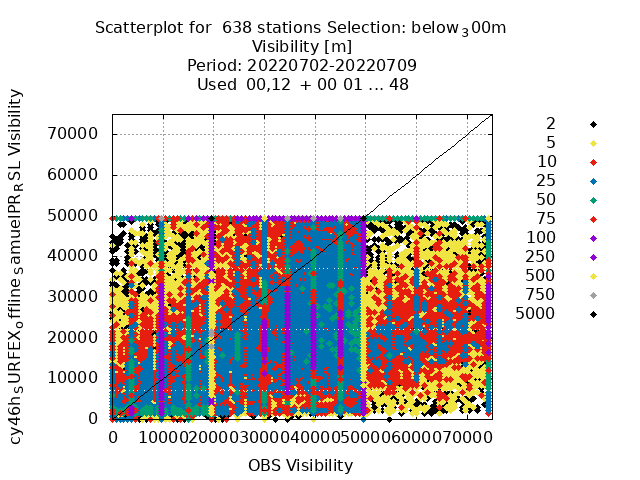 Scatterplot for  638 stations Selection: below_300m
Visibility [m]
Period: 20220702-20220709
Used  00,12  + 00 01 ... 48
cy46h_SURFEX_offline_samuelPR_RSL Visibility
70000
60000
50000
40000
30000
20000
10000
0
0 10000 20000 30000 40000 50000 60000 70000
OBS Visibility
2
5
10
25
50
75
100
250
500
750
5000